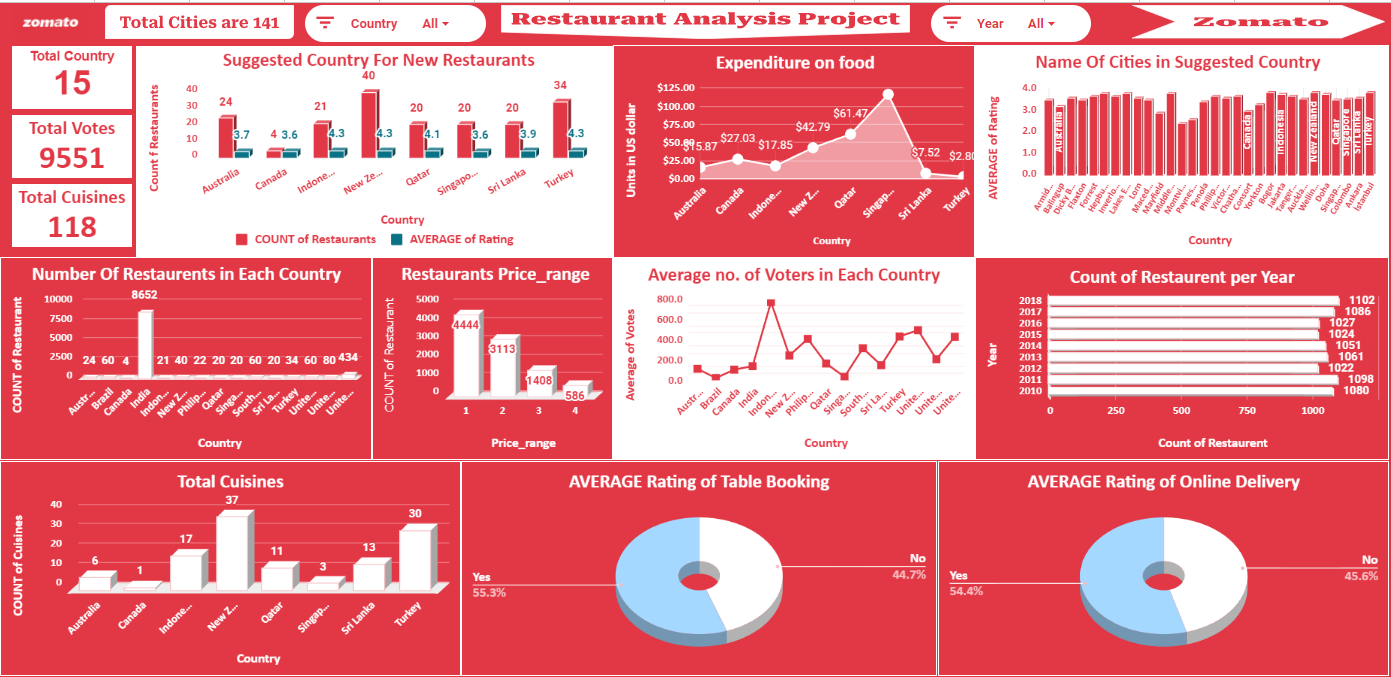 zomato
Total Cities are 141
Country All
Restaurant Analysis Project
Year All
Zomato
Total Country
15
Total Votes
9551
Total Cuisines
118
Suggested Country For New Restaurants
Count f Restaurants
40
30
20
10
0
24 4 21 40 20 20 20 34
3.7 3.6 4.3 4.3 4.1 3.6 3.9 4.3
Australia Canada Indone... New Ze... Qatar Singapo... Sri Lanka Turkey
Country
COUNT of Restaurants AVERAGE of Rating
Expenditure on food
Units in US dollar
$125.00
$100.00
$75.00
$50.00
$25.00
$0.00
$15.87 $27.03 $17.85 $42.79 $61.47 $7.52 $2.80
Australia Canada Indone... New Z... Qatar Singap... Sri Lanka Turkey
Country
Name Of Cities in Suggested Country
AVERAGE of Rating
4.0
3.0
2.0
1.0
0.0
Australia Canada Indonesia New Zealand Qatar Singapore Sri Lanka Turkey
Armid... Balingup Dicky B... Flaxton Forrest Hepbu... Inverlo... Lakes E... Lorn Maced... Mayfield Middle... Montvi... Paynes... Penola Phillip... Victor... Chatha... Consort Yorkton Bogor Jakarta Tanger... Auckla... Wellin... Doha Singap... Colombo Ankara Istanbul
Country
Number Of Restaurents in Each Country
COUNT of Restaurant
10000
7500
5000
2500
0
24 60 4 8652 21 40 22 20 20 60 20 34 60 80 434
Austr... Brazil Canada India Indon... New Z... Philip... Qatar Singa... South... Sri La... Turkey Unite... Unite... Unite...
Country
Restaurants Price_range
COUNT of Restaurant
5000
4000
3000
2000
1000
0
4444 3113 1408 586
1 2 3 4
Price_range
Average no. of Voters in Each Country
Average of Votes
800.0
600.0
400.0
200.0
0.0
Austr... Brazil Canada India Indon... New Z... Philip... Qatar Singa... South... Sri La... Turkey Unite... Unite... Unite...
Country
Count of Restaurent per Year
Year
2018 1102
2017 1086
2016 1027
2015 1024
2014 1051
2013 1061
2012 1022
2011 1098
2010 1080
0 250 500 750 1000
Count of Restaurent
Total Cuisines
COUNT of Cuisines
40
30
20
10
0
6 1 17 37 11 3 13 30
Australia Canada Indone... New Z... Qatar Singap... Sri Lanka Turkey
Country
AVERAGE Rating of Table Booking
Yes
55.3%
No
44.7%
AVERAGE Rating of Online Delivery
Yes
54.4%
No
45.6%